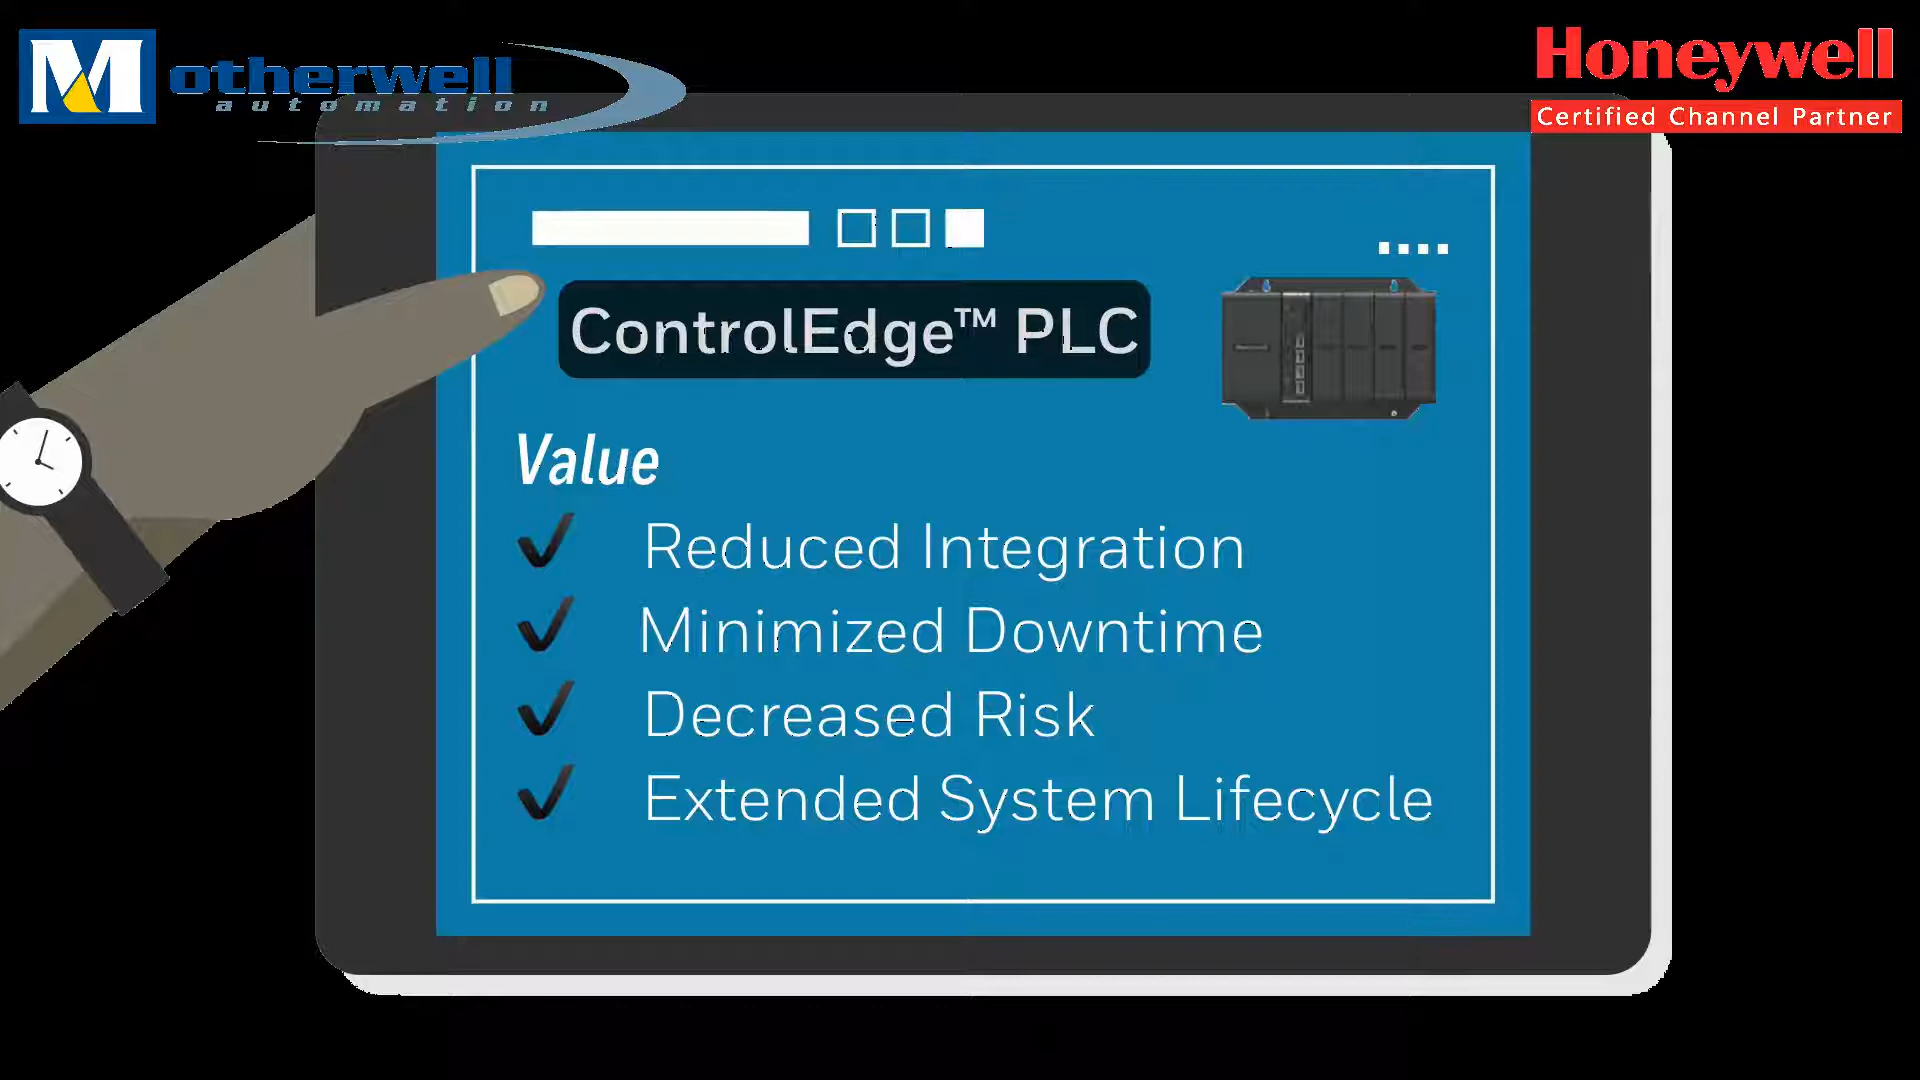 Motherwell
automation
Honeywell
Certified Channel Partner
ControlEdge™ PLC
Value
Reduced Integration
Minimized Downtime
Decreased Risk
Extended System Lifecycle